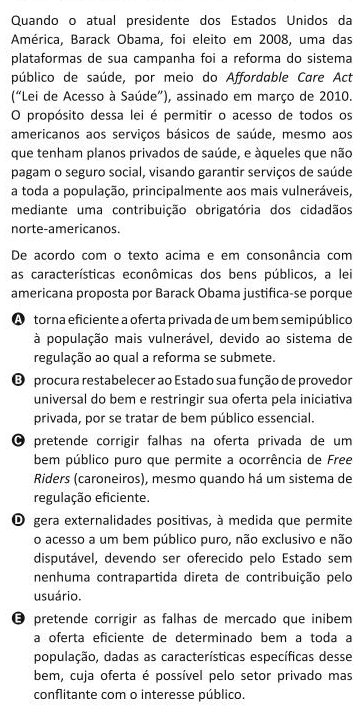 Quando o atual presidente dos Estados Unidos da
América, Barack Obama, foi eleito em 2008, uma das
plataformas de sua campanha foi a reforma do sistema
público de saúde, por meio do Affordable Care Act
(“Lei de Acesso à Saúde”), assinado em março de 2010.
O propósito dessa lei é permitir o acesso de todos os
americanos aos serviços básicos de saúde, mesmo aos
que tenham planos privados de saúde, e àqueles que não
pagam o seguro social, visando garantir serviços de saúde
a toda a população, principalmente aos mais vulneráveis,
mediante uma contribuição obrigatória dos cidadãos
norte-americanos.
De acordo com o texto acima e em consonância com
as características econômicas dos bens públicos, a lei
americana proposta por Barack Obama justifica-se porque
A torna eficiente a oferta privada de um bem semipúblico
à população mais vulnerável, devido ao sistema de
regulação ao qual a reforma se submete.
B procura restabelecer ao Estado sua função de provedor
universal do bem e restringir sua oferta pela iniciativa
privada, por se tratar de bem público essencial.
C pretende corrigir falhas na oferta privada de um
bem público puro que permite a ocorrência de Free
Riders (caroneiros), mesmo quando há um sistema de
regulação eficiente.
D gera externalidades positivas, à medida que permite
o acesso a um bem público puro, não exclusivo e não
disputável, devendo ser oferecido pelo Estado sem
nenhuma contrapartida direta de contribuição pelo
usuário.
E pretende corrigir as falhas de mercado que inibem
a oferta eficiente de determinado bem a toda a
população, dadas as características específicas desse
bem, cuja oferta é possível pelo setor privado mas
conflitante com o interesse público.